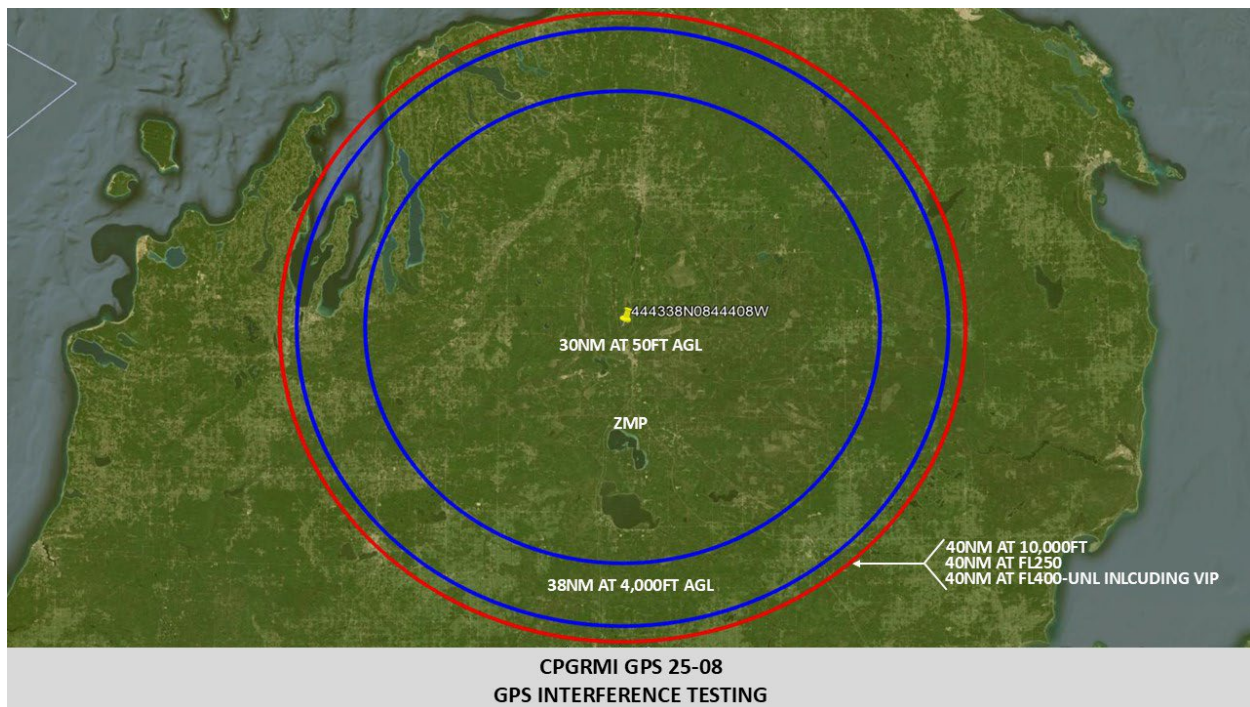 444338N0844408W
30NM AT 50FT AGL
ZMP
40NM AT 10,000FT
40NM AT FL250
40NM AT FL400-UNL INLCUDING VIP
38NM AT 4,000FT AGL
CPGRMI GPS 25-08
GPS INTERFERENCE TESTING